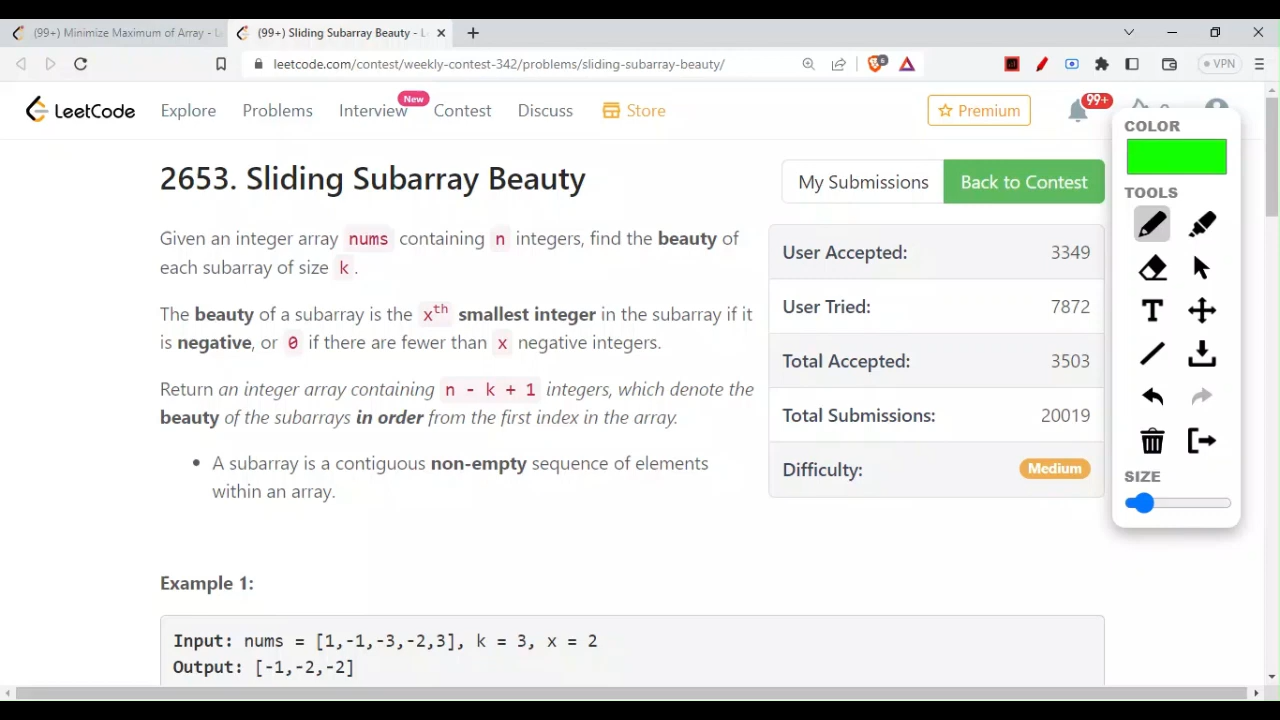 (99+) Minimize Maximum of Array - L
(99+) Sliding Subarray Beauty - L
leetcode.com/contest/weekly-contest-342/problems/sliding-subarray-beauty/
6
VPN
LeetCode
Explore
Problems
Interview
New
Contest
Discuss
Store
Premium
99+
COLOR
TOOLS
SIZE
2653. Sliding Subarray Beauty
My Submissions
Back to Contest
Given an integer array nums containing n integers, find the beauty of
each subarray of size k.
The beauty of a subarray is the xth smallest integer in the subarray if it
is negative, or 0 if there are fewer than x negative integers.
Return an integer array containing n - k + 1 integers, which denote the
beauty of the subarrays in order from the first index in the array.
• A subarray is a contiguous non-empty sequence of elements
within an array.
User Accepted: 3349
User Tried: 7872
Total Accepted: 3503
Total Submissions: 20019
Difficulty: Medium
Example 1:
Input: nums = [1,-1,-3,-2,3], k = 3, x = 2
Output: [-1,-2,-2]